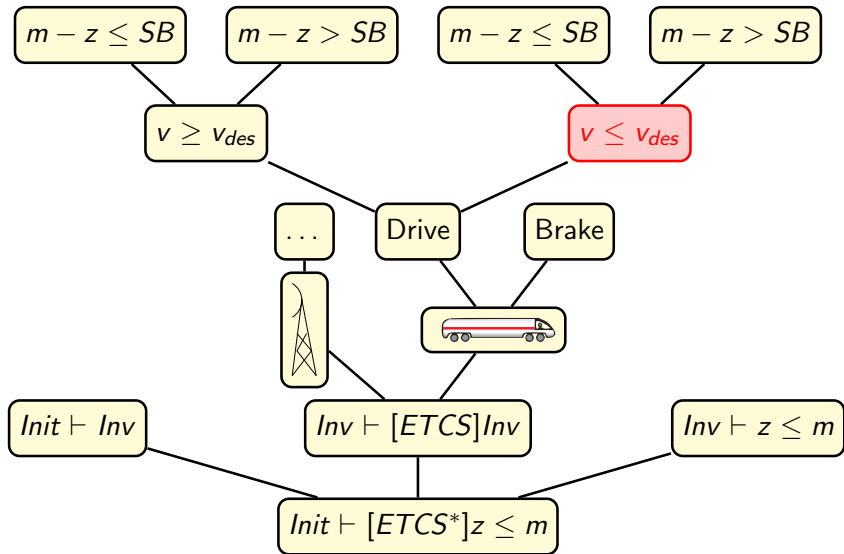 m − z ≤ SB
m − z > SB
m − z ≤ SB
m − z > SB
v ≥ v_des
v ≤ v_des
. . .
Drive
Brake
Init ⊢ Inv
Inv ⊢ [ETCS]Inv
Inv ⊢ z ≤ m
Init ⊢ [ETCS*]z ≤ m